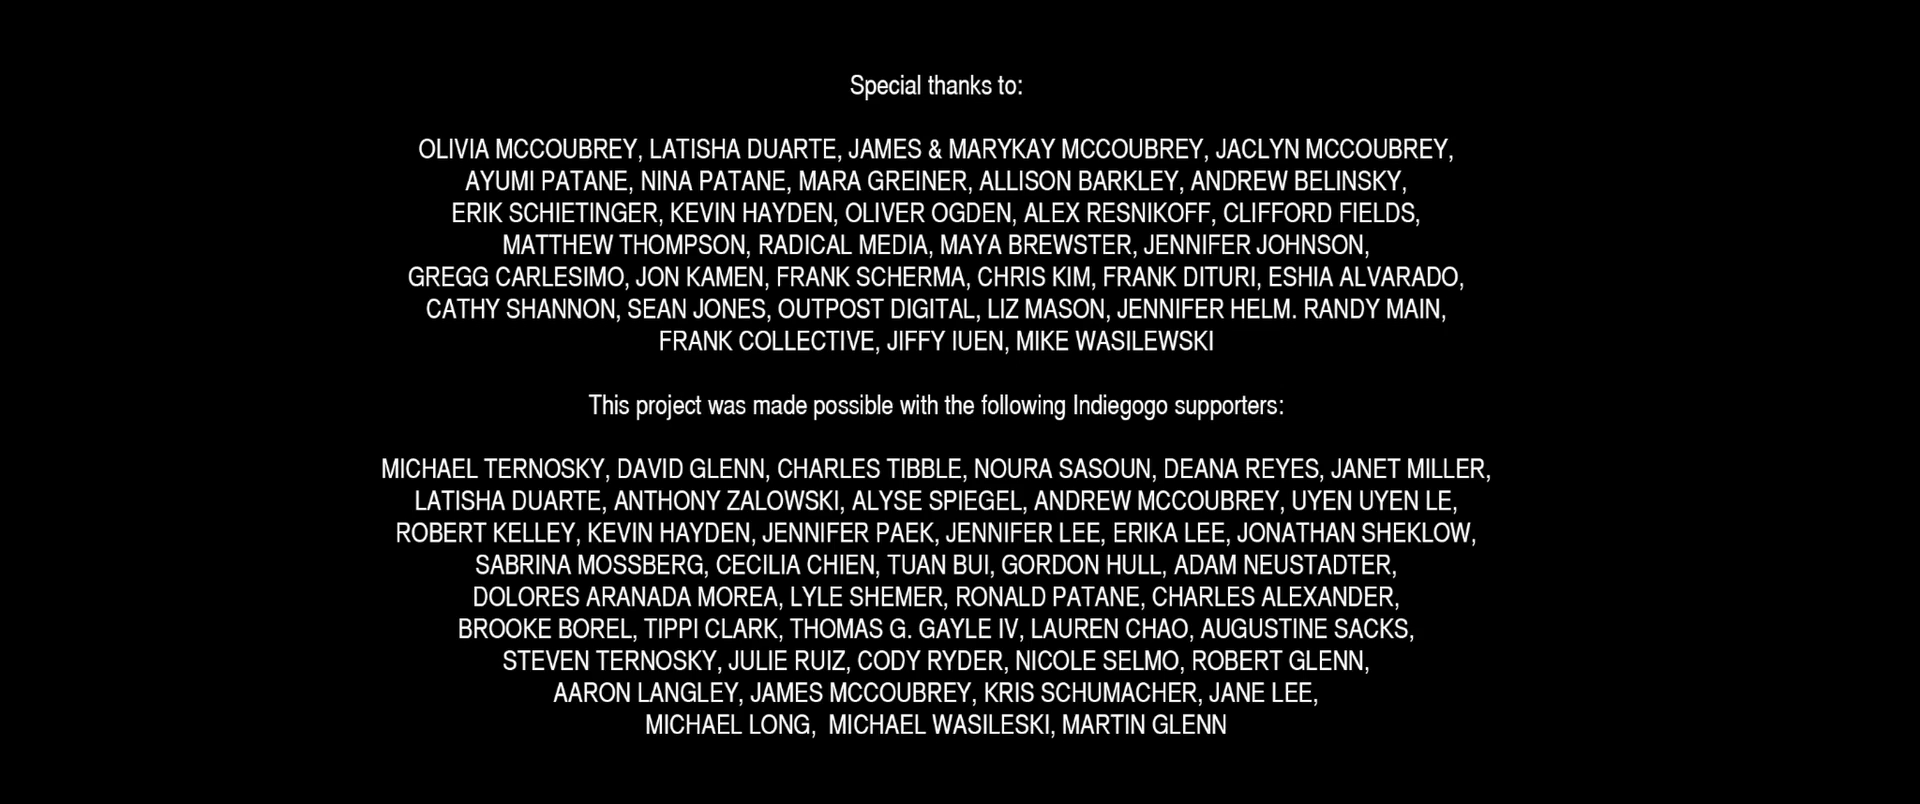 Special thanks to:
OLIVIA MCCOUBREY, LATISHA DUARTE, JAMES & MARYKAY MCCOUBREY, JACLYN MCCOUBREY,
AYUMI PATANE, NINA PATANE, MARA GREINER, ALLISON BARKLEY, ANDREW BELINSKY,
ERIK SCHIETINGER, KEVIN HAYDEN, OLIVER OGDEN, ALEX RESNIKOFF, CLIFFORD FIELDS,
MATTHEW THOMPSON, RADICAL MEDIA, MAYA BREWSTER, JENNIFER JOHNSON,
GREGG CARLESIMO, JON KAMEN, FRANK SCHERMA, CHRIS KIM, FRANK DITURI, ESHIA ALVARADO,
CATHY SHANNON, SEAN JONES, OUTPOST DIGITAL, LIZ MASON, JENNIFER HELM. RANDY MAIN,
FRANK COLLECTIVE, JIFFY IUEN, MIKE WASILEWSKI
This project was made possible with the following Indiegogo supporters:
MICHAEL TERNOSKY, DAVID GLENN, CHARLES TIBBLE, NOURA SASOUN, DEANA REYES, JANET MILLER,
LATISHA DUARTE, ANTHONY ZALOWSKI, ALYSE SPIEGEL, ANDREW MCCOUBREY, UYEN UYEN LE,
ROBERT KELLEY, KEVIN HAYDEN, JENNIFER PAEK, JENNIFER LEE, ERIKA LEE, JONATHAN SHEKLOW,
SABRINA MOSSBERG, CECILIA CHIEN, TUAN BUI, GORDON HULL, ADAM NEUSTADTER,
DOLORES ARANADA MOREA, LYLE SHEMER, RONALD PATANE, CHARLES ALEXANDER,
BROOKE BOREL, TIPPI CLARK, THOMAS G. GAYLE IV, LAUREN CHAO, AUGUSTINE SACKS,
STEVEN TERNOSKY, JULIE RUIZ, CODY RYDER, NICOLE SELMO, ROBERT GLENN,
AARON LANGLEY, JAMES MCCOUBREY, KRIS SCHUMACHER, JANE LEE,
MICHAEL LONG,  MICHAEL WASILESKI, MARTIN GLENN